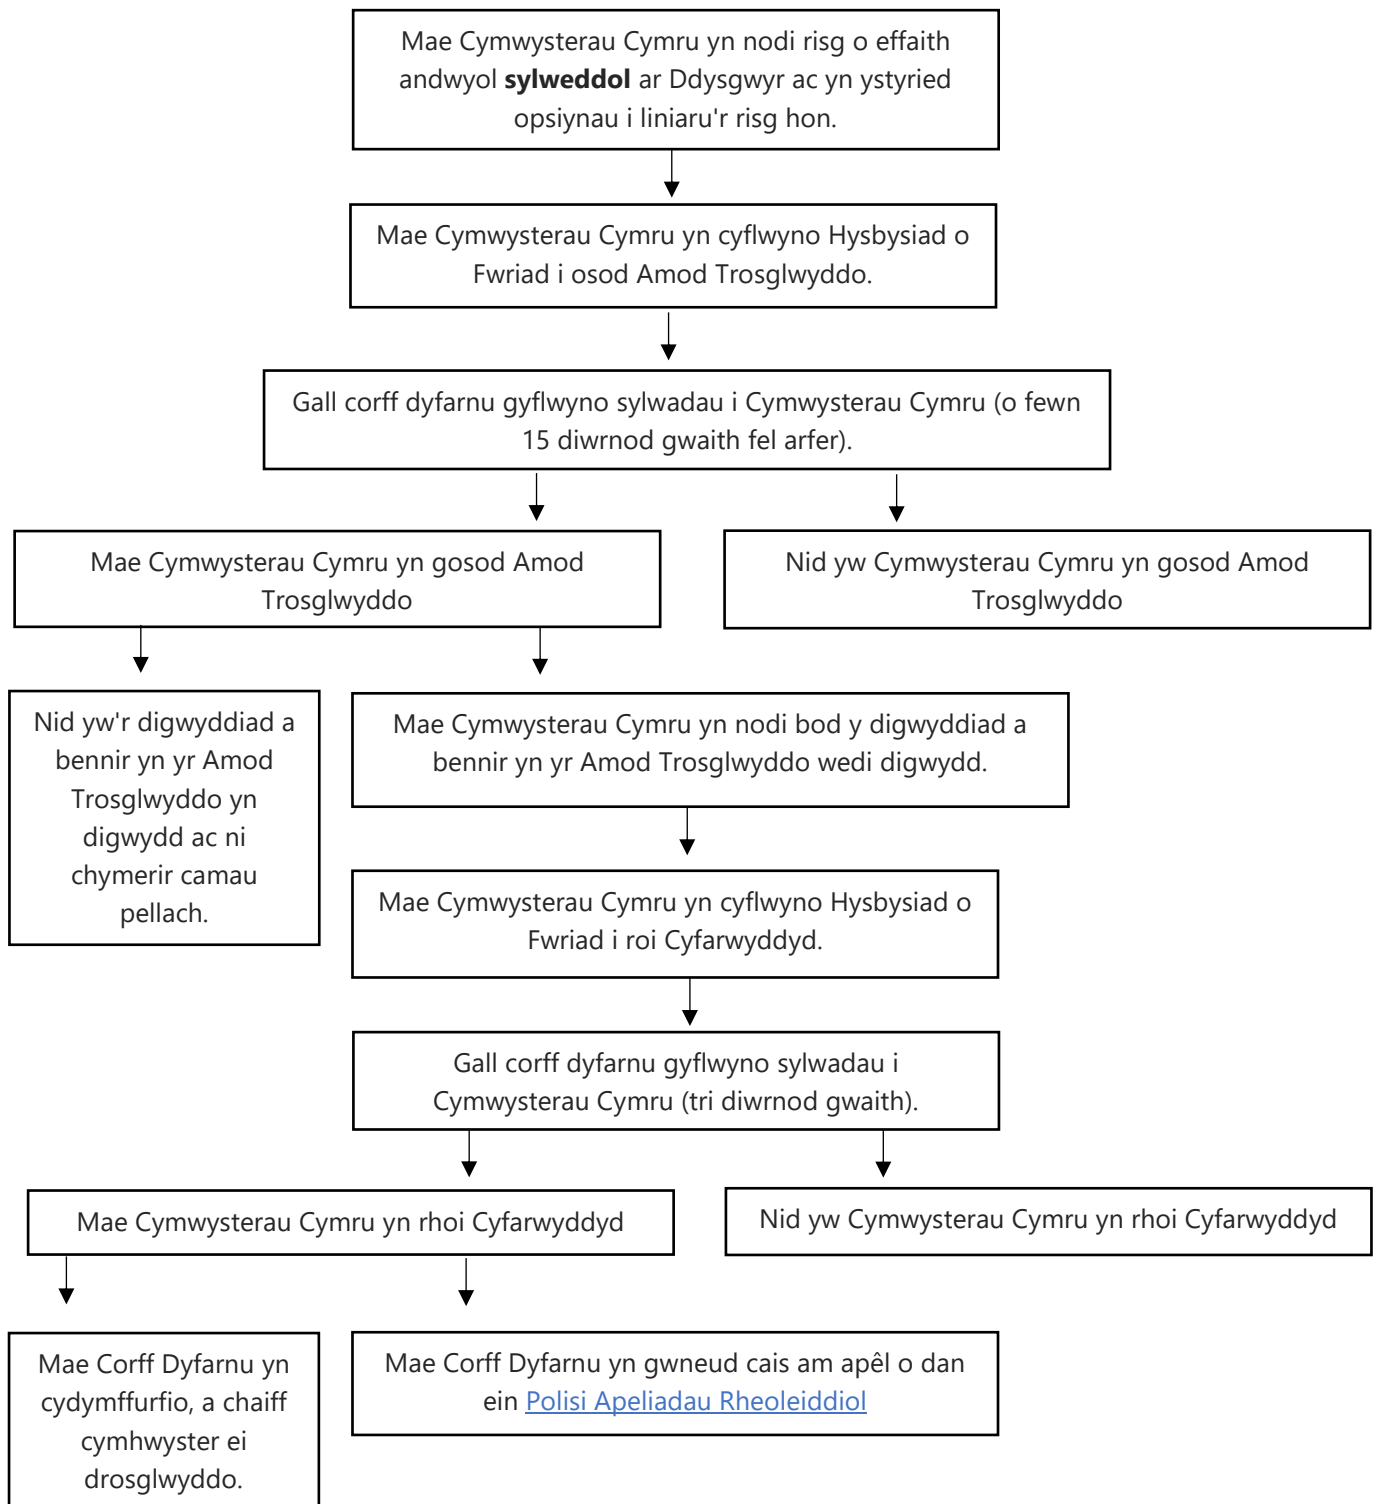 Mae Cymwysterau Cymru yn nodi risg o effaith
andwyol sylweddol ar Ddysgwyr ac yn ystyried
opsiynau i liniaru'r risg hon.
Mae Cymwysterau Cymru yn cyflwyno Hysbysiad o
Fwriad i osod Amod Trosglwyddo.
Gall corff dyfarnu gyflwyno sylwadau i Cymwysterau Cymru (o fewn
15 diwrnod gwaith fel arfer).
Mae Cymwysterau Cymru yn gosod Amod
Trosglwyddo
Nid yw Cymwysterau Cymru yn gosod Amod
Trosglwyddo
Nid yw'r digwyddiad a
bennir yn yr Amod
Trosglwyddo yn
digwydd ac ni
chymerir camau
pellach.
Mae Cymwysterau Cymru yn nodi bod y digwyddiad a
bennir yn yr Amod Trosglwyddo wedi digwydd.
Mae Cymwysterau Cymru yn cyflwyno Hysbysiad o
Fwriad i roi Cyfarwyddyd.
Gall corff dyfarnu gyflwyno sylwadau i
Cymwysterau Cymru (tri diwrnod gwaith).
Mae Cymwysterau Cymru yn rhoi Cyfarwyddyd
Nid yw Cymwysterau Cymru yn rhoi Cyfarwyddyd
Mae Corff Dyfarnu yn
cydymffurfio, a chaiff
cymhwyster ei
drosglwyddo.
Mae Corff Dyfarnu yn gwneud cais am apêl o dan
ein Polisi Apeliadau Rheoleiddiol